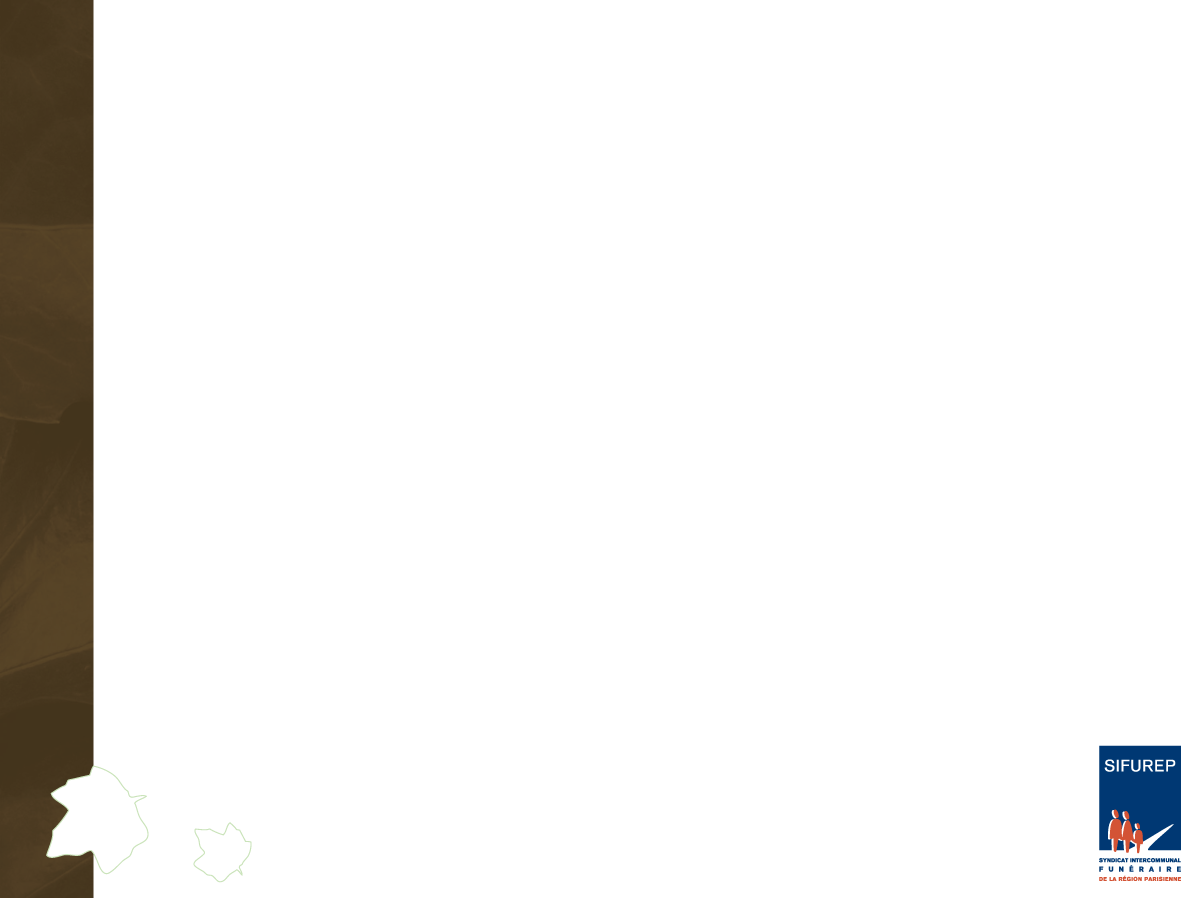 SIFUREP
SYNDICAT INTERCOMMUNAL
FUNÉRAIRE
DE LA RÉGION PARISIENNE